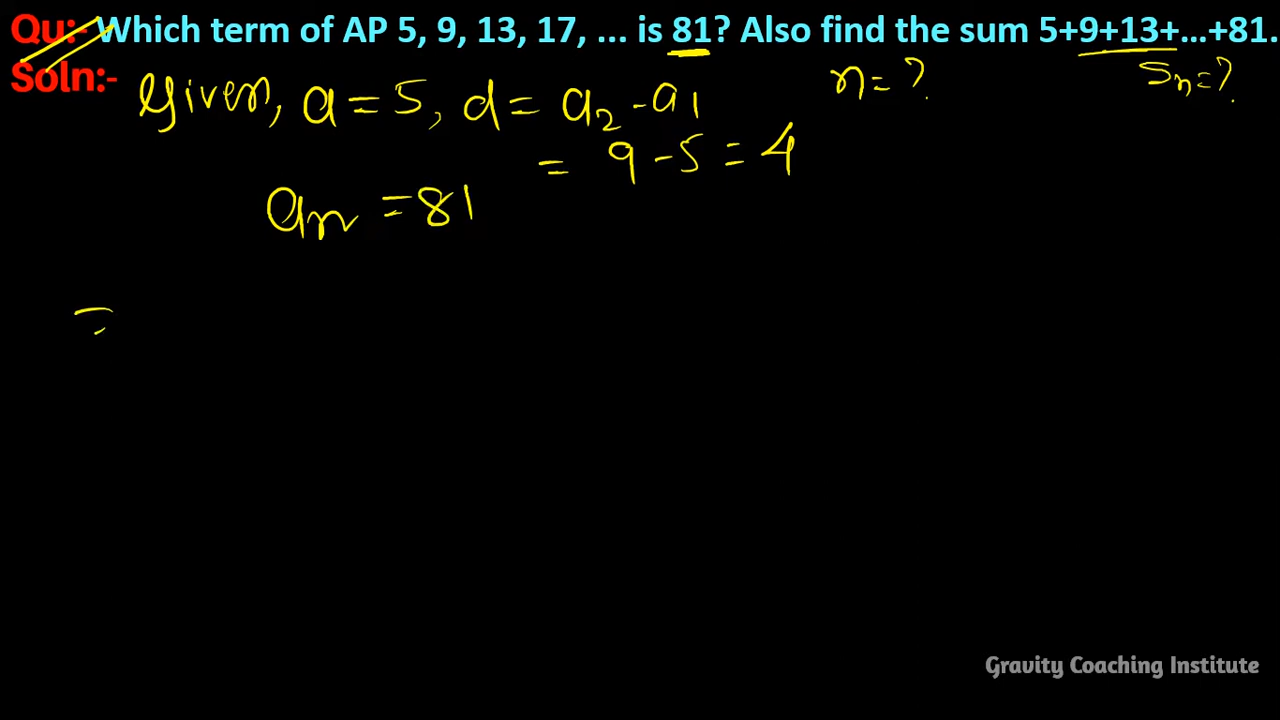 Qu:- Which term of AP 5, 9, 13, 17, ... is 81? Also find the sum 5+9+13+...+81.
Soln:- Given, a = 5, d = a2 - a1 n = ? Sn = ?
= 9 - 5 = 4
an = 81
=
Gravity Coaching Institute